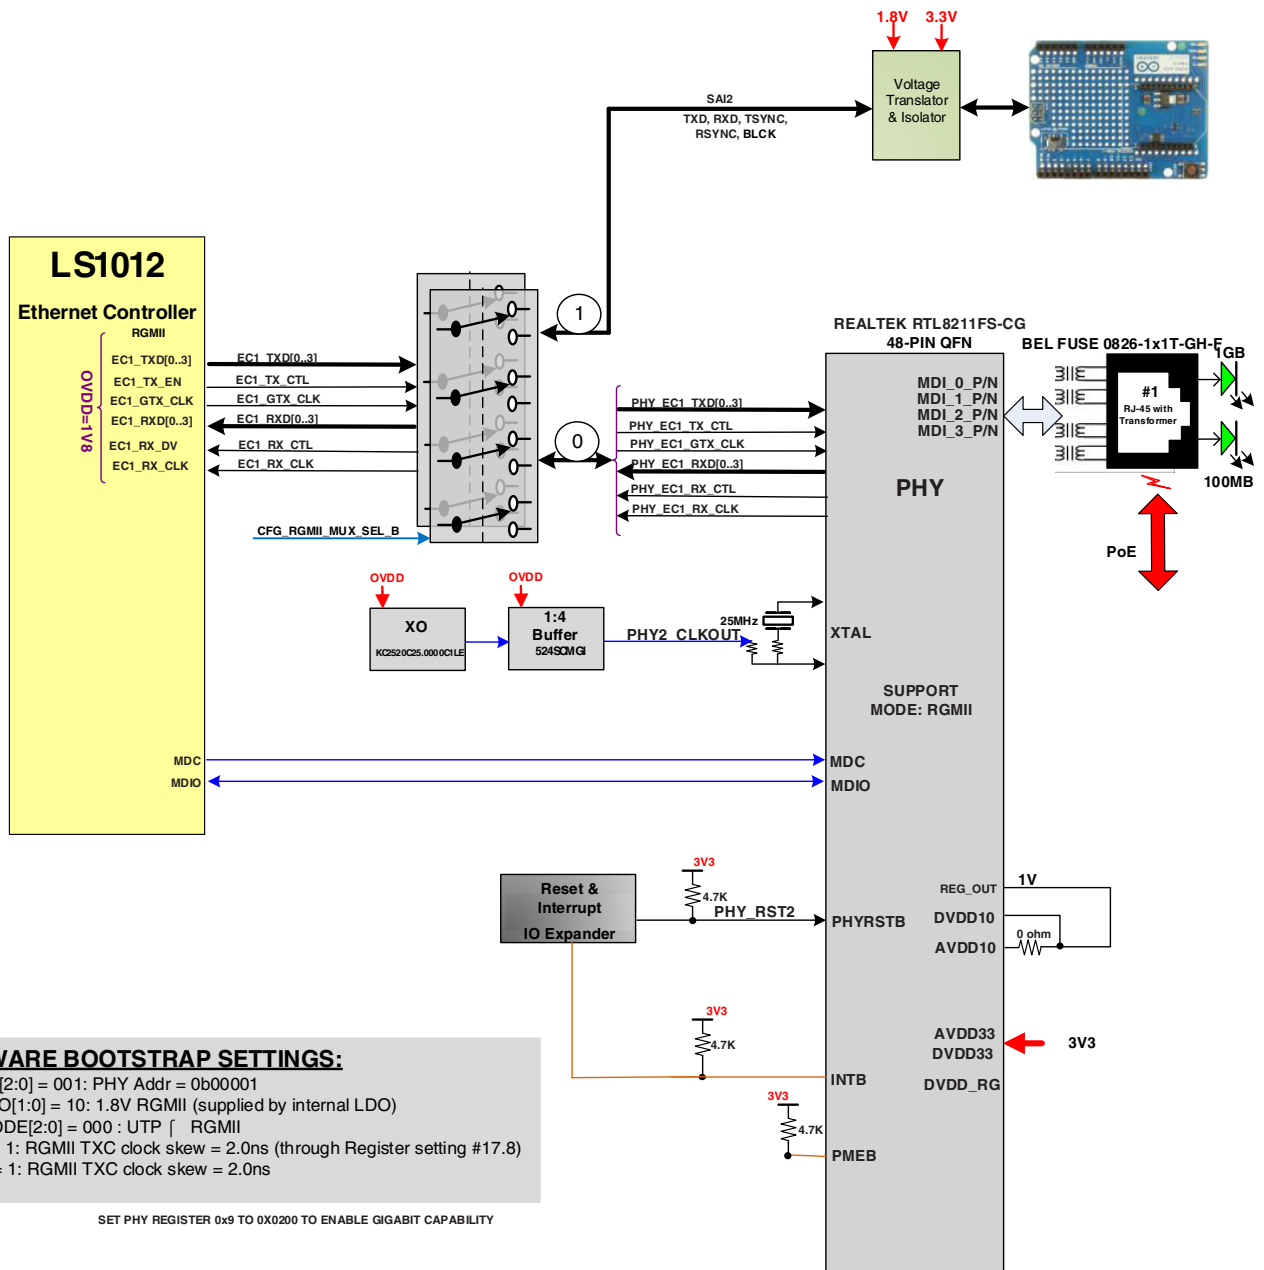 1.8V
3.3V
Voltage
Translator
& Isolator
SAI2
TXD, RXD, TSYNC,
RSYNC, BLCK
LS1012
Ethernet Controller
RGMII
OVDD=1V8
EC1_TXD[0..3]
EC1_TX_EN
EC1_GTX_CLK
EC1_RXD[0..3]
EC1_RX_DV
EC1_RX_CLK
EC1_TXD[0..3]
EC1_TX_CTL
EC1_GTX_CLK
EC1_RXD[0..3]
EC1_RX_CTL
EC1_RX_CLK
CFG_RGMII_MUX_SEL_B
1
0
PHY_EC1_TXD[0..3]
PHY_EC1_TX_CTL
PHY_EC1_GTX_CLK
PHY_EC1_RXD[0..3]
PHY_EC1_RX_CTL
PHY_EC1_RX_CLK
REALTEK RTL8211FS-CG
48-PIN QFN
MDI_0_P/N
MDI_1_P/N
MDI_2_P/N
MDI_3_P/N
PHY
BEL FUSE 0826-1x1T-GH-F
#1
RJ-45 with
Transformer
1GB
100MB
PoE
OVDD
XO
KC2520C25.0000C1LE
OVDD
1:4
Buffer
524SCMGI
PHY2_CLKOUT
25MHz
XTAL
SUPPORT
MODE: RGMII
MDC
MDIO
MDC
MDIO
Reset &
Interrupt
IO Expander
3V3
4.7K
PHY_RST2
PHYRSTB
REG_OUT
1V
DVDD10
0 ohm
AVDD10
3V3
4.7K
INTB
AVDD33
DVDD33
3V3
DVDD_RG
3V3
4.7K
PMEB
WARE BOOTSTRAP SETTINGS:
[2:0] = 001: PHY Addr = 0b00001
O[1:0] = 10: 1.8V RGMII (supplied by internal LDO)
DE[2:0] = 000 : UTP ⌠ RGMII
1: RGMII TXC clock skew = 2.0ns (through Register setting #17.8)
= 1: RGMII TXC clock skew = 2.0ns
SET PHY REGISTER 0x9 TO 0X0200 TO ENABLE GIGABIT CAPABILITY